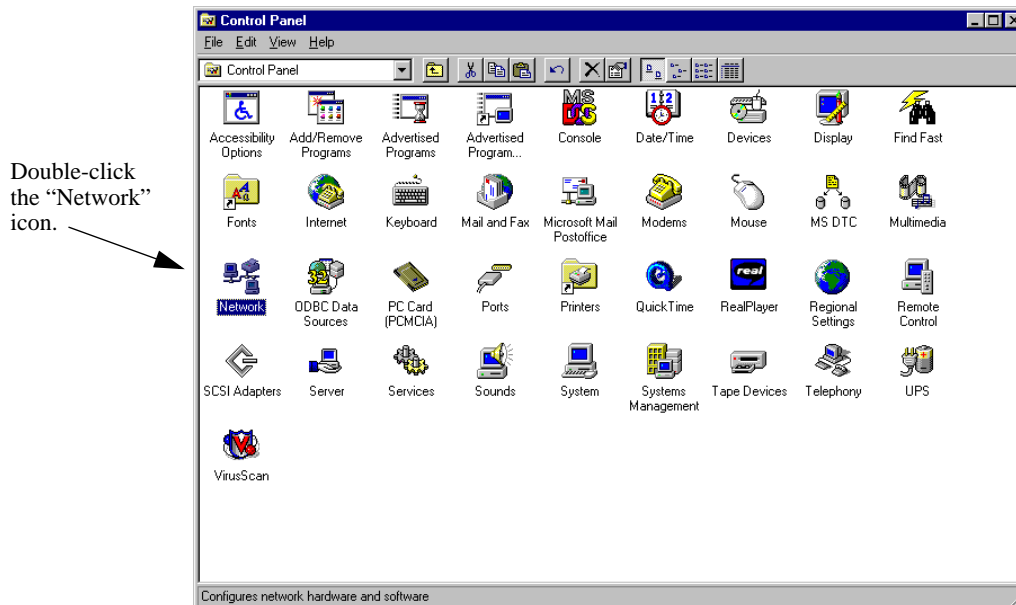 Control Panel
File Edit View Help
Control Panel
Accessibility Options
Add/Remove Programs
Advertised Programs
Advertised Program...
MS DOS
Console
Date/Time
Devices
Display
Find Fast
Fonts
Internet
Keyboard
Mail and Fax
Microsoft Mail Postoffice
Modems
Mouse
MS DTC
Multimedia
Double-click
the “Network”
icon.
Network
32
ODBC Data Sources
PC Card (PCMCIA)
Ports
Printers
QuickTime
real
RealPlayer
Regional Settings
Remote Control
SCSI Adapters
Server
Services
Sounds
System
Systems Management
Tape Devices
Telephony
UPS
VirusScan
Configures network hardware and software